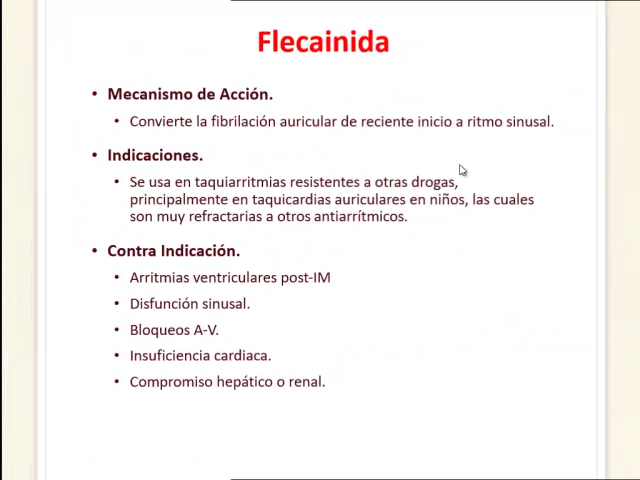 Flecainida
• Mecanismo de Acción.
• Convierte la fibrilación auricular de reciente inicio a ritmo sinusal.
• Indicaciones.
• Se usa en taquiarritmias resistentes a otras drogas,
principalmente en taquicardias auriculares en niños, las cuales
son muy refractarias a otros antiarrítmicos.
• Contra Indicación.
• Arritmias ventriculares post-IM
• Disfunción sinusal.
• Bloqueos A-V.
• Insuficiencia cardiaca.
• Compromiso hepático o renal.